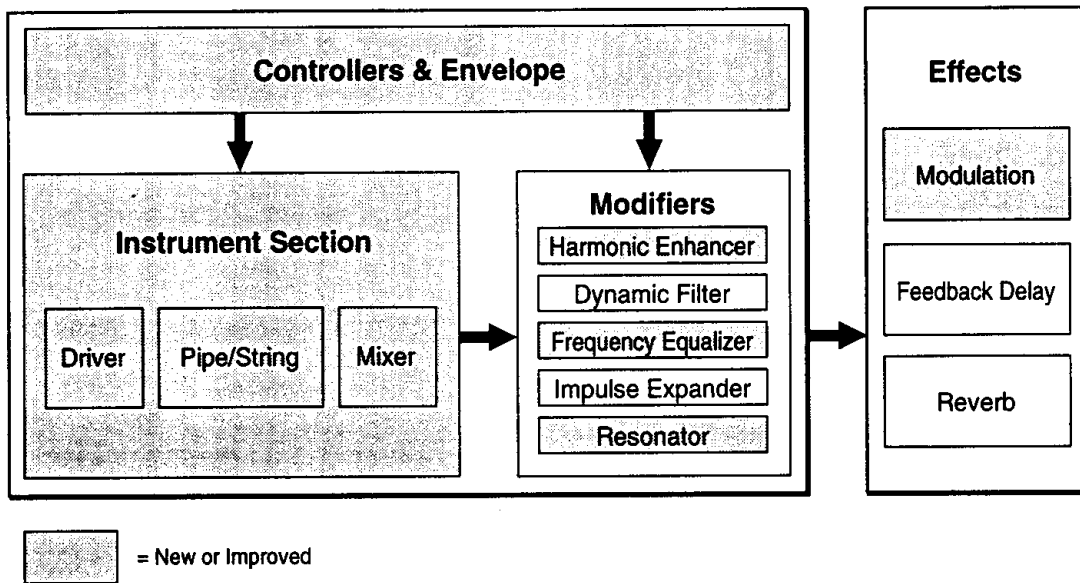 Controllers & Envelope
Effects
Modulation
Feedback Delay
Reverb
Instrument Section
Driver
Pipe/String
Mixer
Modifiers
Harmonic Enhancer
Dynamic Filter
Frequency Equalizer
Impulse Expander
Resonator
= New or Improved